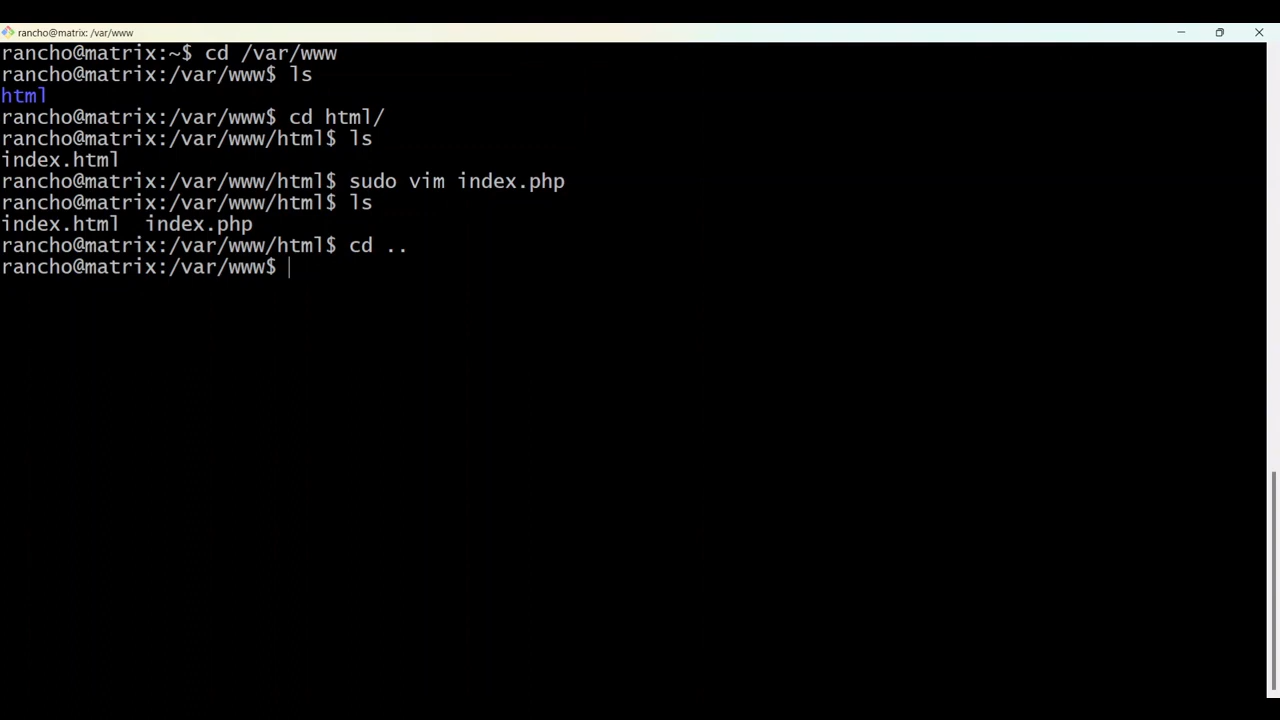 rancho@matrix: /var/www
rancho@matrix:~$ cd /var/www
rancho@matrix:/var/www$ ls
html
rancho@matrix:/var/www$ cd html/
rancho@matrix:/var/www/html$ ls
index.html
rancho@matrix:/var/www/html$ sudo vim index.php
rancho@matrix:/var/www/html$ ls
index.html  index.php
rancho@matrix:/var/www/html$ cd ..
rancho@matrix:/var/www$